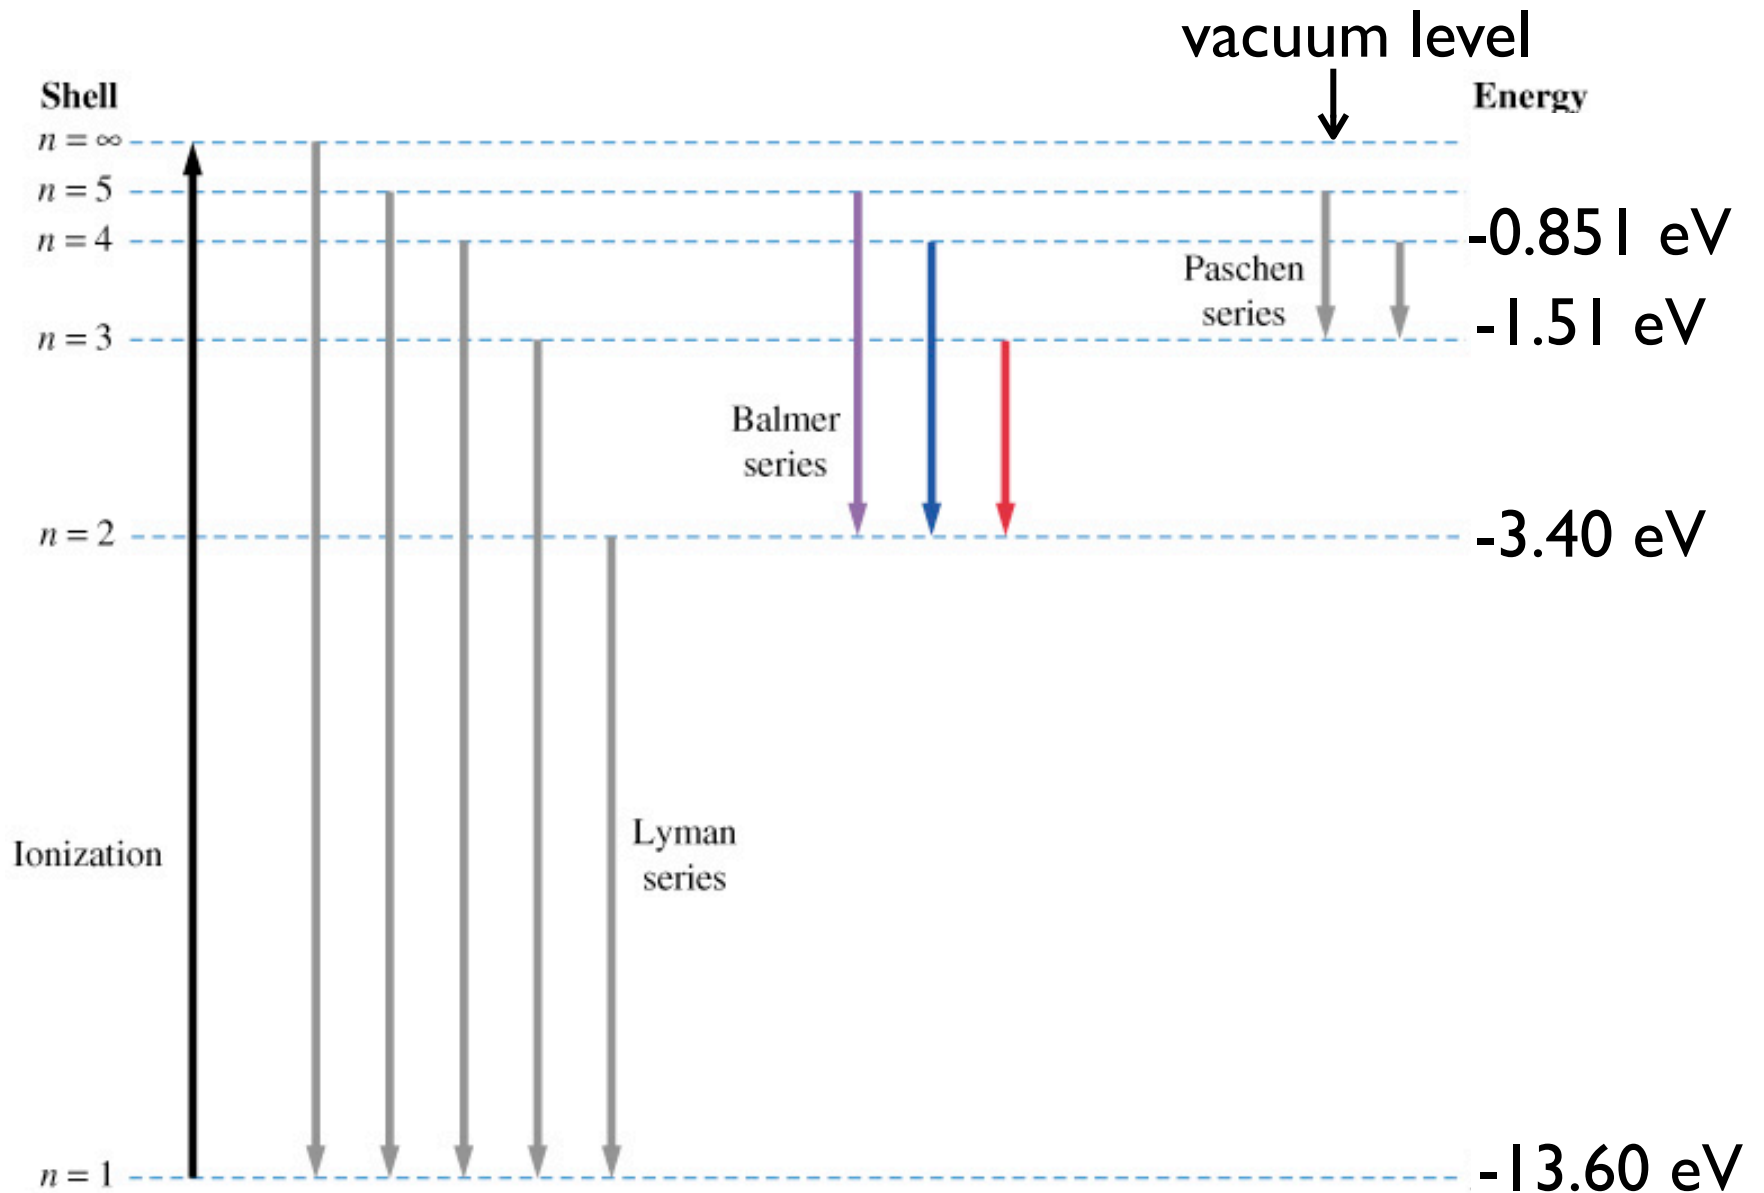 vacuum level
Shell
Energy
n = ∞
n = 5
n = 4
-0.851 eV
Paschen
series
n = 3
-1.51 eV
Balmer
series
n = 2
-3.40 eV
Lyman
series
Ionization
n = 1
-13.60 eV